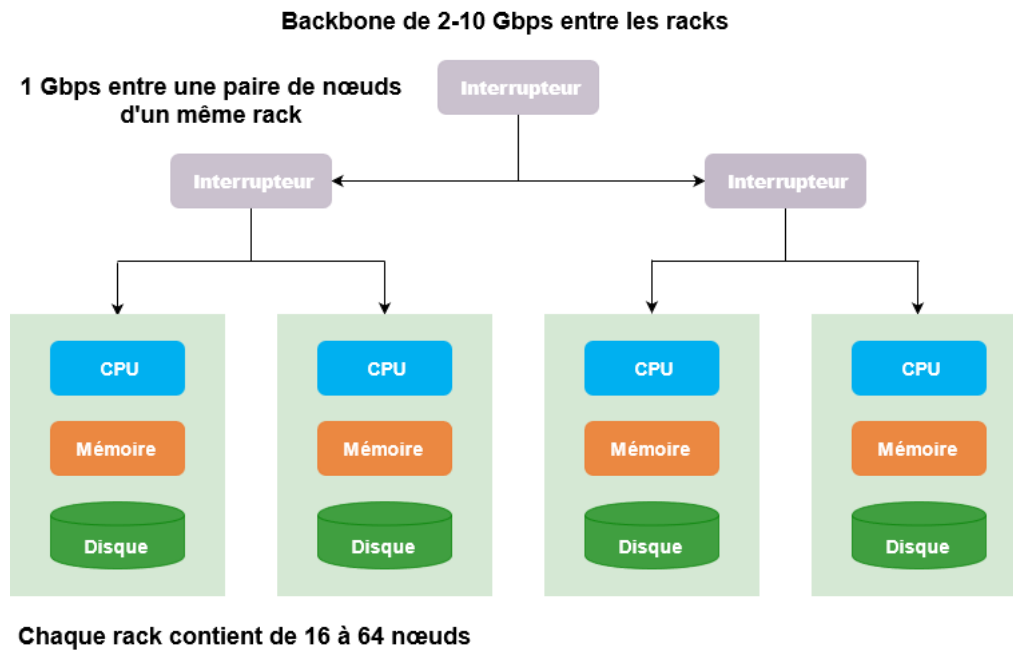 Backbone de 2-10 Gbps entre les racks
1 Gbps entre une paire de nœuds
d'un même rack
Interrupteur
Interrupteur
Interrupteur
CPU
CPU
CPU
CPU
Mémoire
Mémoire
Mémoire
Mémoire
Disque
Disque
Disque
Disque
Chaque rack contient de 16 à 64 nœuds